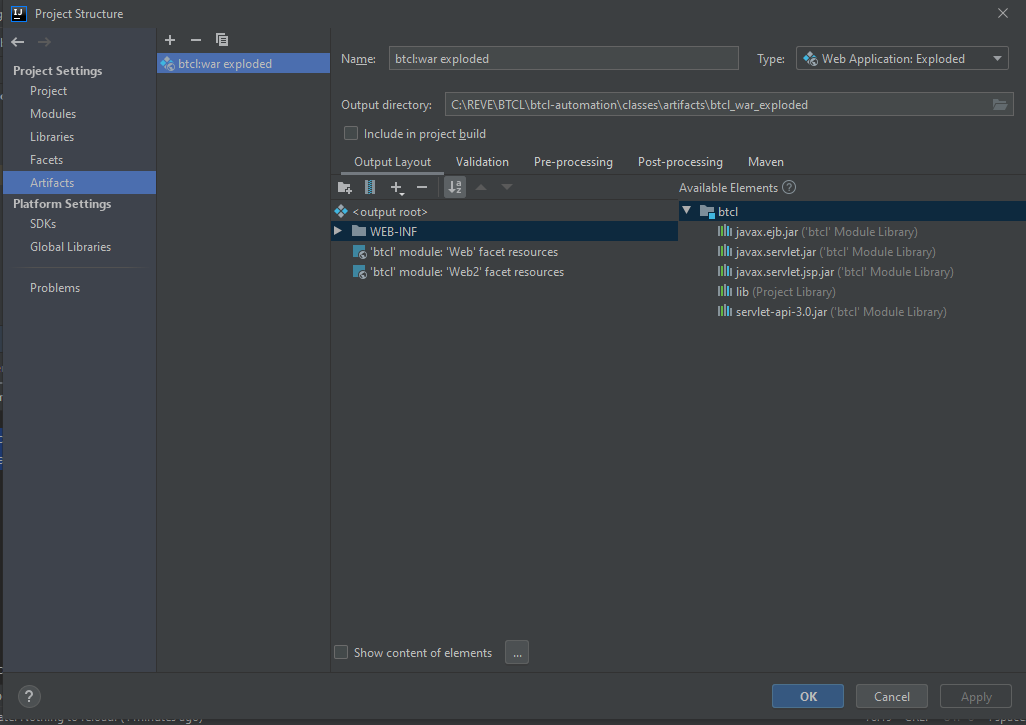 Project Structure
Project Settings
Project
Modules
Libraries
Facets
Artifacts
Platform Settings
SDKs
Global Libraries
Problems
btcl:war exploded
Name: btcl:war exploded Type: Web Application: Exploded
Output directory: C:\REVE\BTCL\btcl-automation\classes\artifacts\btcl_war_exploded
Include in project build
Output Layout Validation Pre-processing Post-processing Maven
Available Elements ?
<output root>
WEB-INF
'btcl' module: 'Web' facet resources
'btcl' module: 'Web2' facet resources
btcl
javax.ejb.jar ('btcl' Module Library)
javax.servlet.jar ('btcl' Module Library)
javax.servlet.jsp.jar ('btcl' Module Library)
lib (Project Library)
servlet-api-3.0.jar ('btcl' Module Library)
Show content of elements ...
? OK Cancel Apply